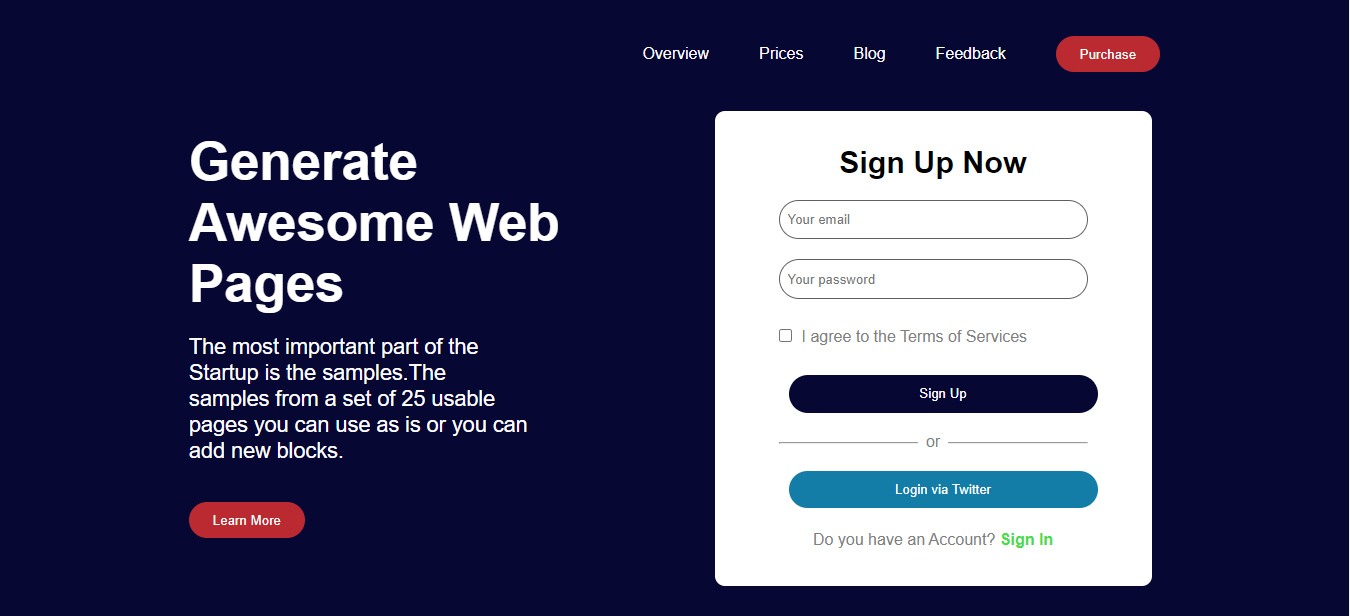 Overview Prices Blog Feedback Purchase
Generate
Awesome Web
Pages
The most important part of the
Startup is the samples.The
samples from a set of 25 usable
pages you can use as is or you can
add new blocks.
Learn More
Sign Up Now
Your email
Your password
I agree to the Terms of Services
Sign Up
or
Login via Twitter
Do you have an Account? Sign In